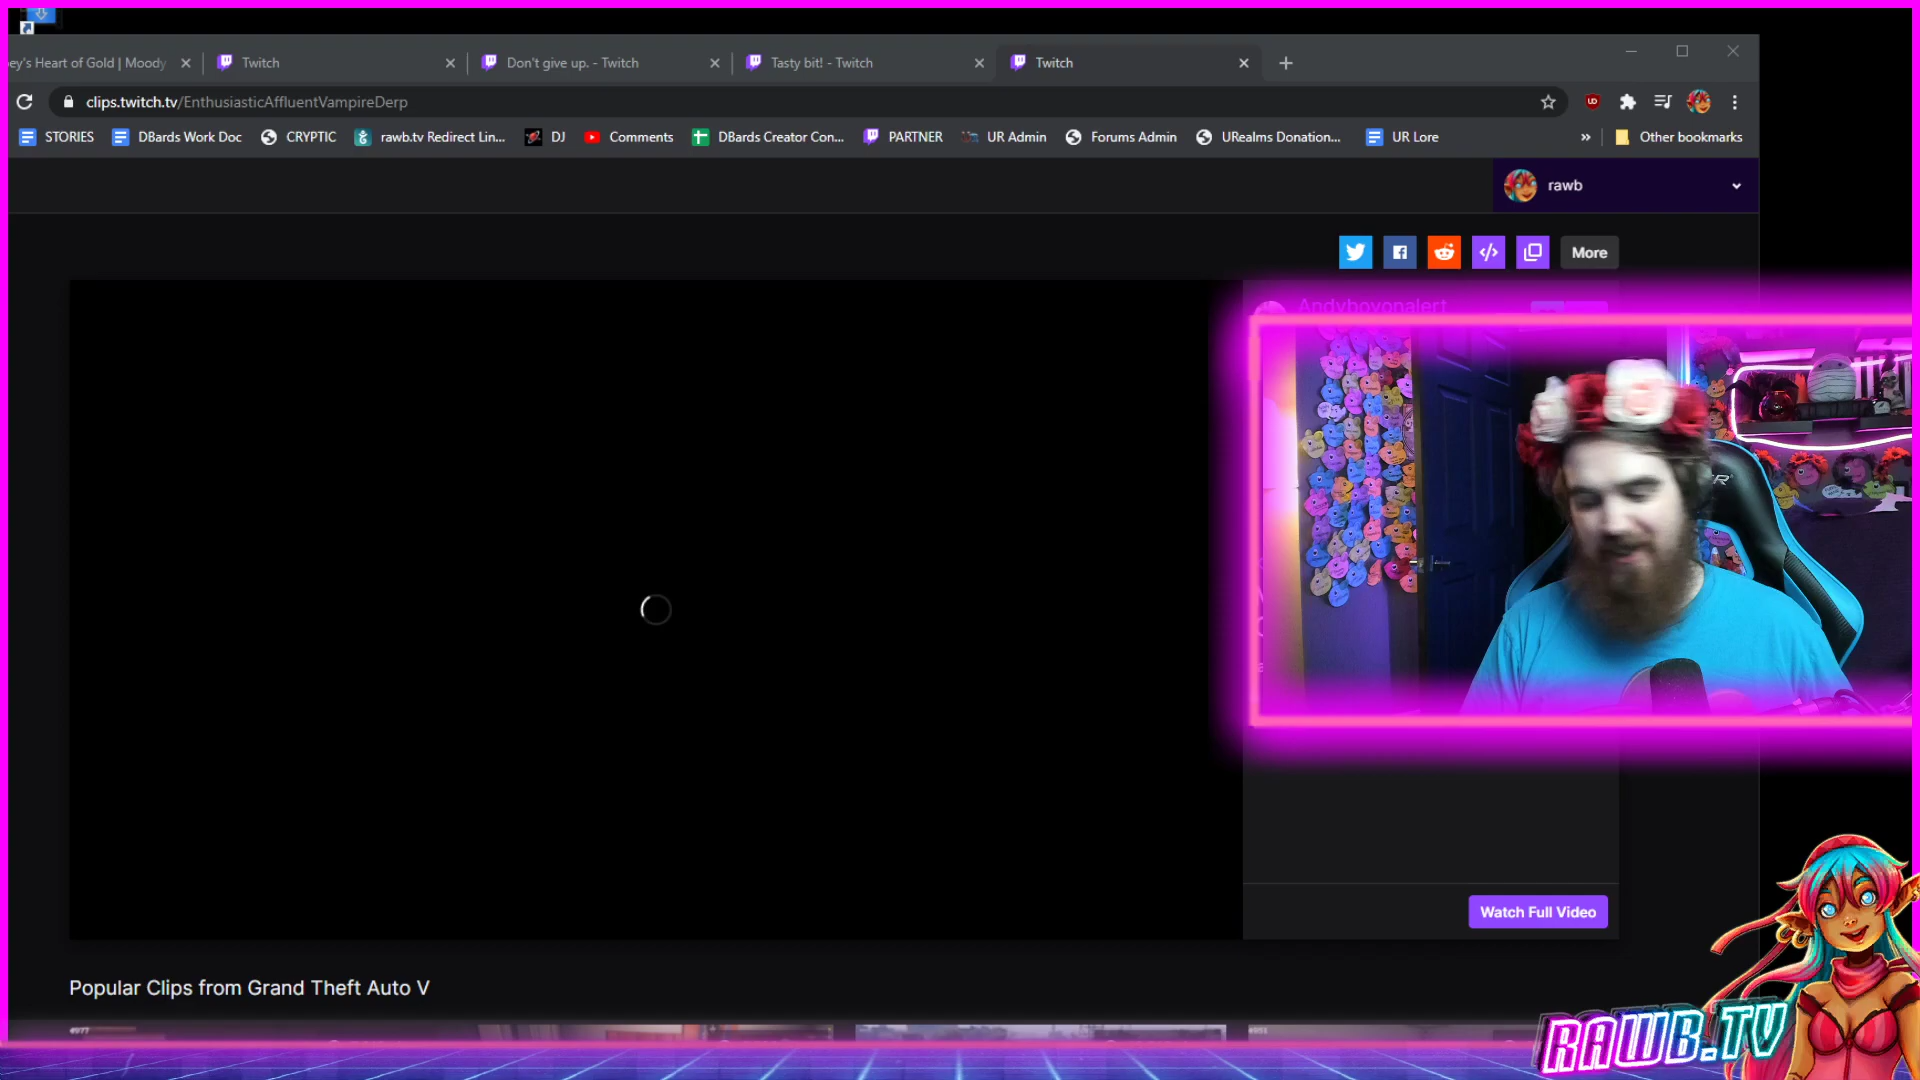 ey's Heart of Gold | Moody
Twitch
Don't give up. - Twitch
Tasty bit! - Twitch
Twitch
clips.twitch.tv/EnthusiasticAffluentVampireDerp
STORIES
DBards Work Doc
CRYPTIC
rawb.tv Redirect Lin...
DJ
Comments
DBards Creator Con...
PARTNER
UR Admin
Forums Admin
URealms Donation...
UR Lore
»
Other bookmarks
rawb
More
Andyboyonalert
Watch Full Video
Popular Clips from Grand Theft Auto V
RAWB.TV